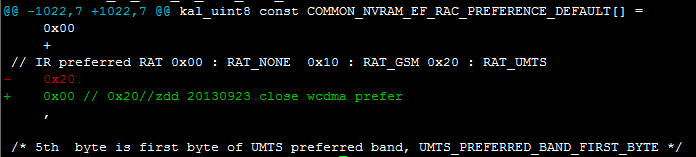 @@ -1022,7 +1022,7 @@ kal_uint8 const COMMON_NVRAM_EF_RAC_PREFERENCE_DEFAULT[] =
0x00
+
// IR preferred RAT 0x00 : RAT_NONE  0x10 : RAT_GSM 0x20 : RAT_UMTS
-    0x20
+    0x00 // 0x20//zdd 20130923 close wcdma prefer
,
/* 5th  byte is first byte of UMTS preferred band, UMTS_PREFERRED_BAND_FIRST_BYTE */